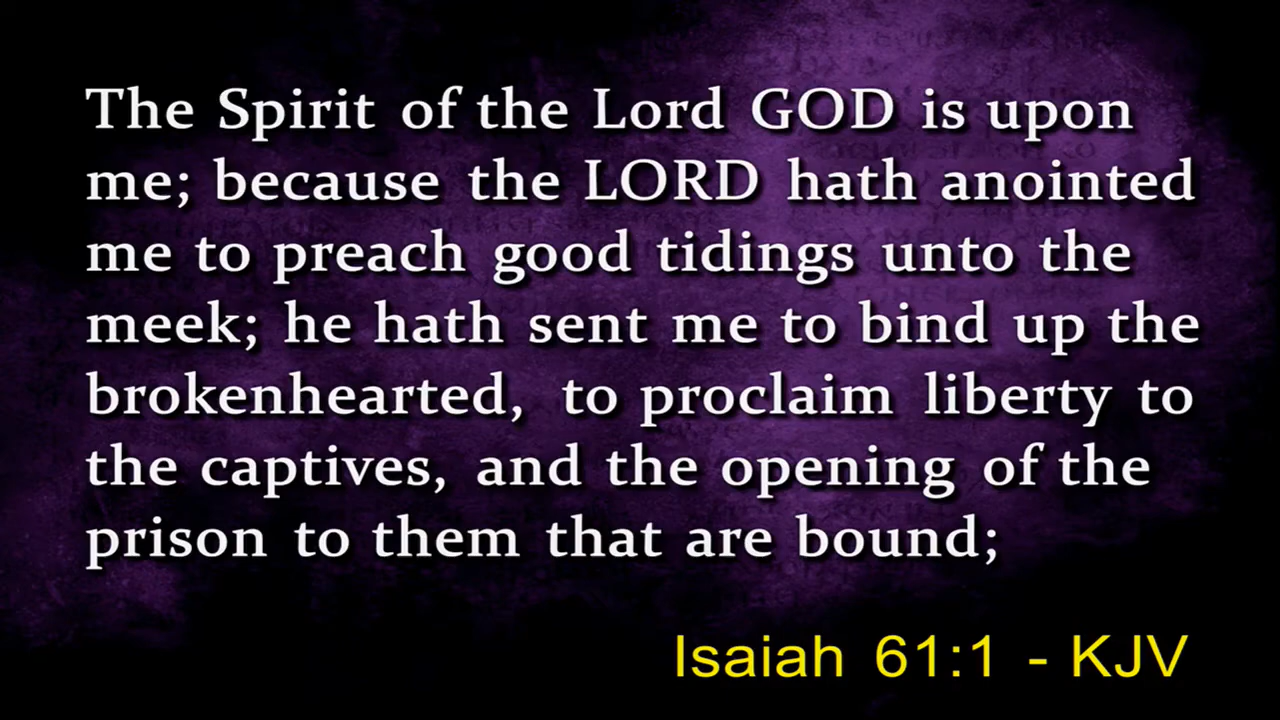 The Spirit of the Lord GOD is upon
me; because the LORD hath anointed
me to preach good tidings unto the
meek; he hath sent me to bind up the
brokenhearted, to proclaim liberty to
the captives, and the opening of the
prison to them that are bound;
Isaiah 61:1 - KJV